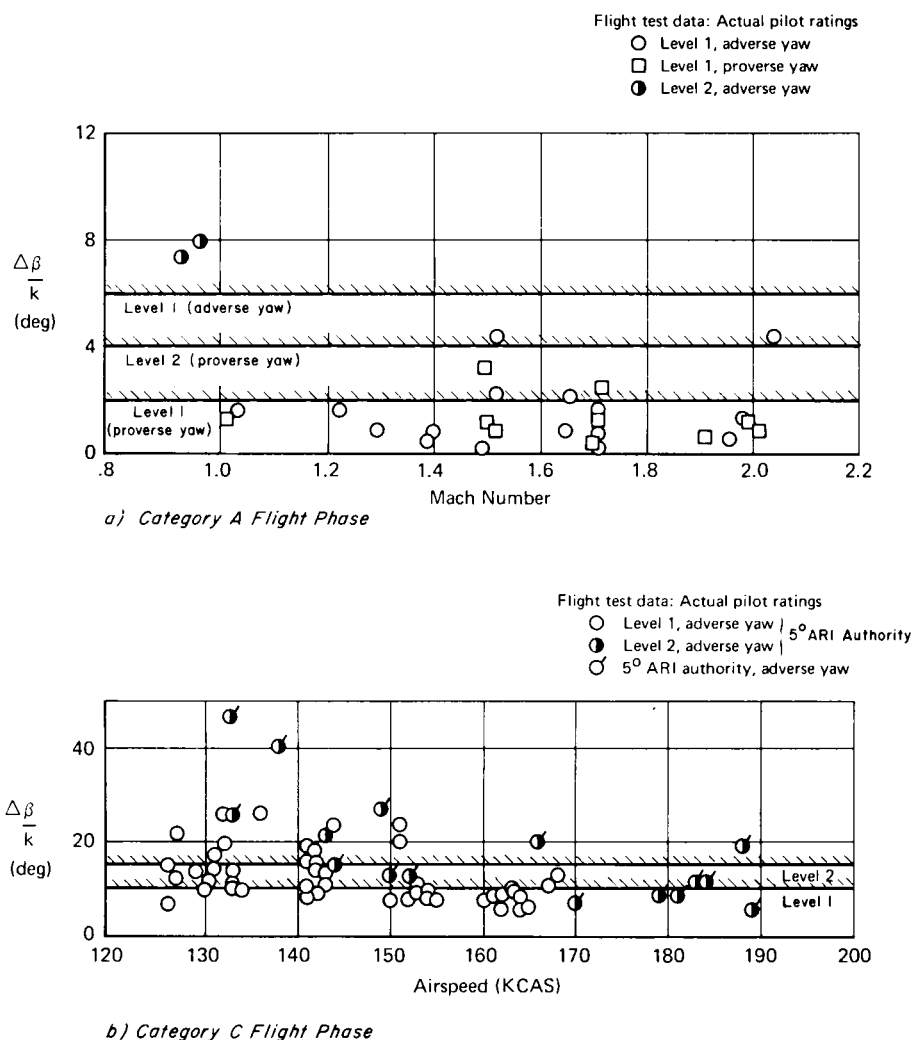 Flight test data: Actual pilot ratings
Level 1, adverse yaw
Level 1, proverse yaw
Level 2, adverse yaw
12
8
4
0
Δβ
k
(deg)
Level 1 (adverse yaw)
Level 2 (proverse yaw)
Level 1
(proverse yaw)
.8 1.0 1.2 1.4 1.6 1.8 2.0 2.2
Mach Number
a) Category A Flight Phase
Flight test data: Actual pilot ratings
Level 1, adverse yaw
Level 2, adverse yaw
5° ARI Authority
5° ARI authority, adverse yaw
40
20
0
Δβ
k
(deg)
Level 2
Level 1
120 130 140 150 160 170 180 190 200
Airspeed (KCAS)
b) Category C Flight Phase